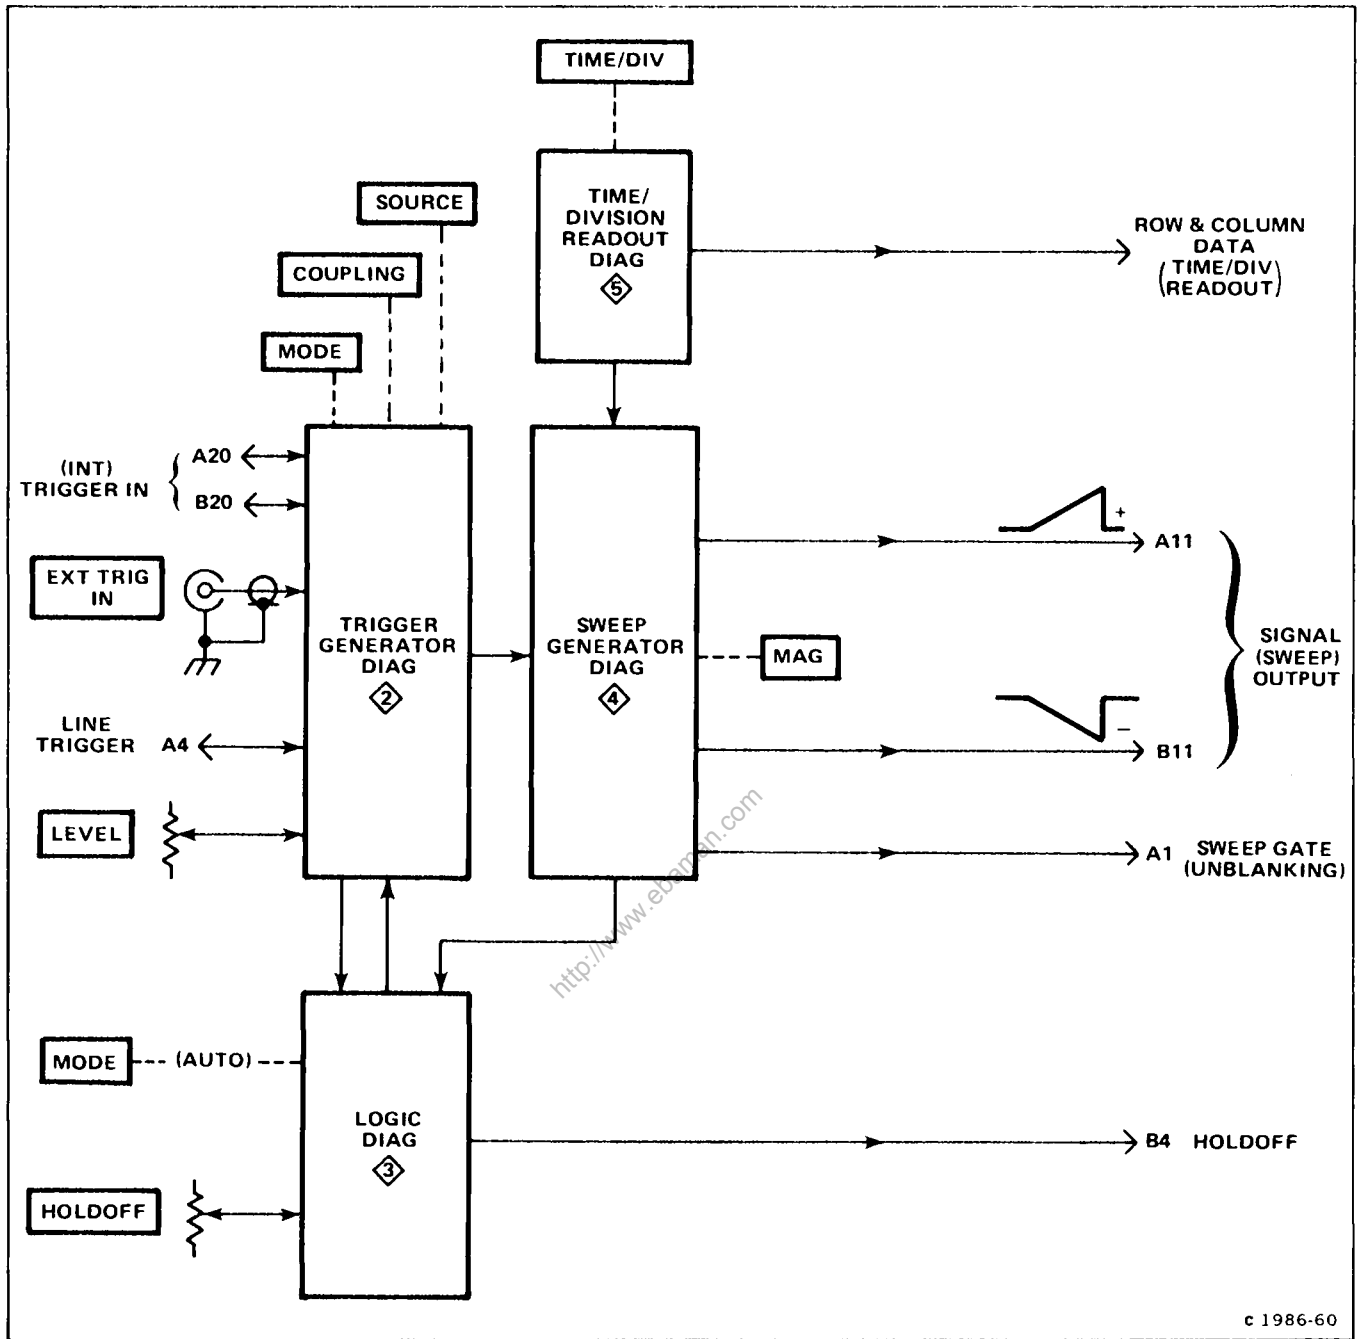 TIME/DIV
SOURCE
COUPLING
MODE
TIME/
DIVISION
READOUT
DIAG
5
ROW & COLUMN
DATA
(TIME/DIV
READOUT)
(INT)
TRIGGER IN
A20
B20
EXT TRIG
IN
TRIGGER
GENERATOR
DIAG
2
SWEEP
GENERATOR
DIAG
4
MAG
+
A11
−
B11
SIGNAL
(SWEEP)
OUTPUT
LINE
TRIGGER
A4
LEVEL
A1
SWEEP GATE
(UNBLANKING)
http://www.ebaman.com
MODE
(AUTO)
LOGIC
DIAG
3
B4 HOLDOFF
HOLDOFF
c 1986-60